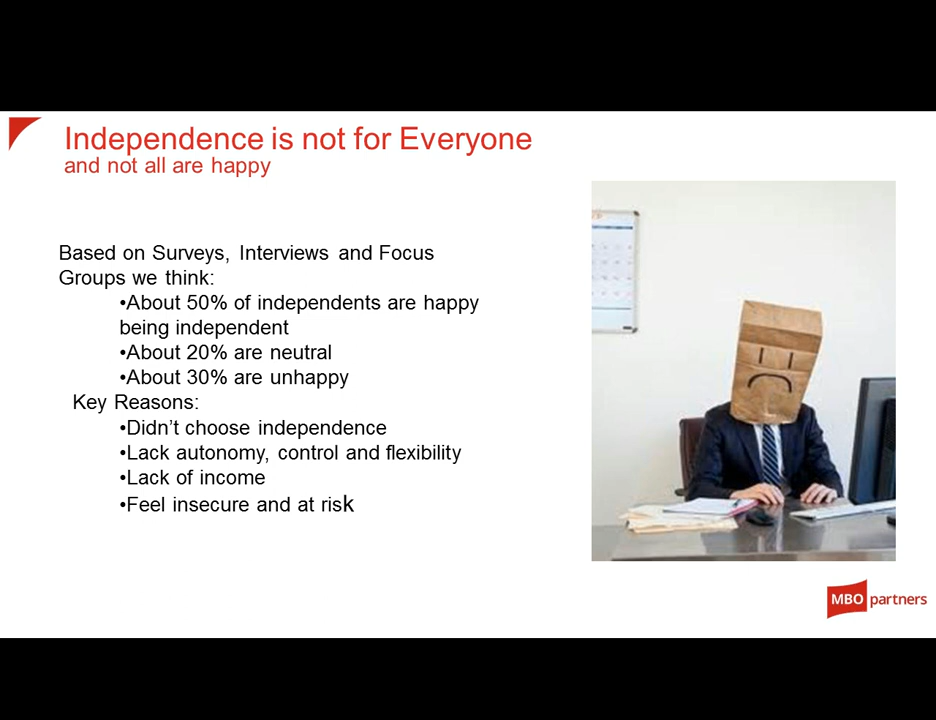 Independence is not for Everyone
and not all are happy
Based on Surveys, Interviews and Focus
Groups we think:
•About 50% of independents are happy
being independent
•About 20% are neutral
•About 30% are unhappy
Key Reasons:
•Didn’t choose independence
•Lack autonomy, control and flexibility
•Lack of income
•Feel insecure and at risk
MBO partners